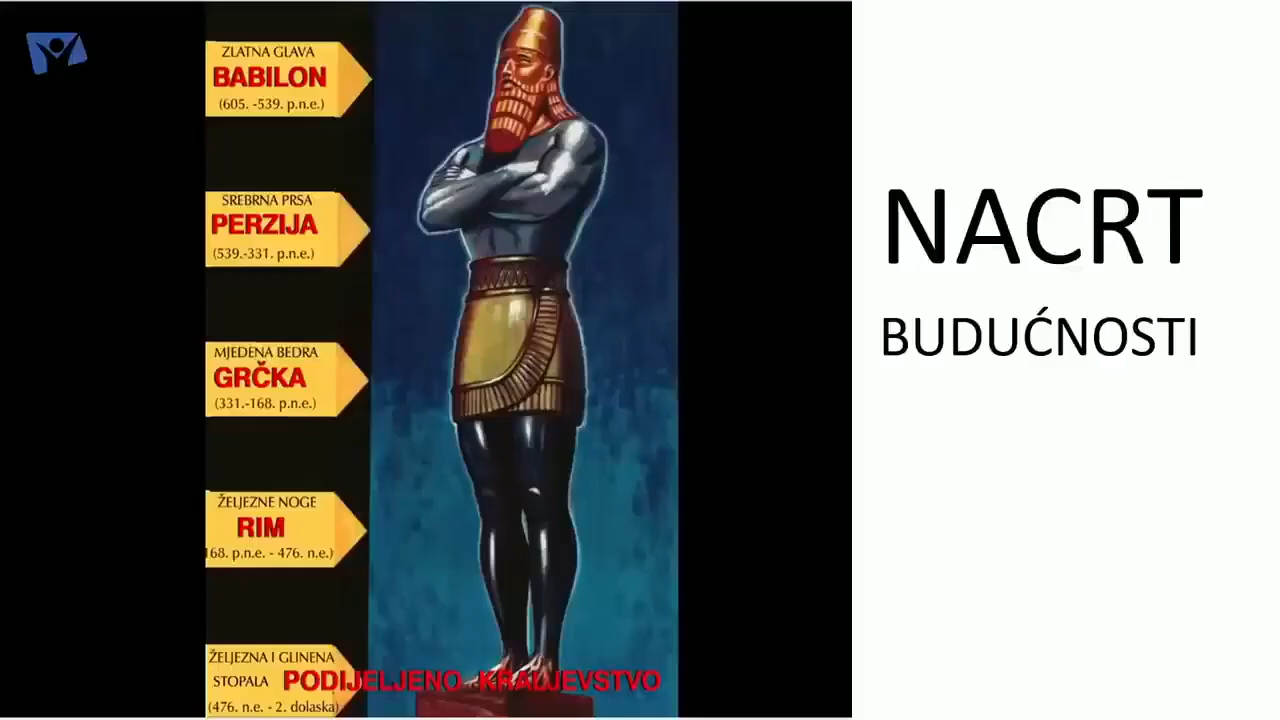 ZLATNA GLAVA
BABILON
(605. -539. p.n.e.)
SREBRNA PRSA
PERZIJA
(539.-331. p.n.e.)
MJEDENA BEDRA
GRČKA
(331.-168. p.n.e.)
ŽELJEZNE NOGE
RIM
168. p.n.e. - 476. n.e.)
ŽELJEZNA I GLINENA
STOPALA PODIJELJENO KRALJEVSTVO
(476. n.e. - 2. dolaska)
NACRT
BUDUĆNOSTI